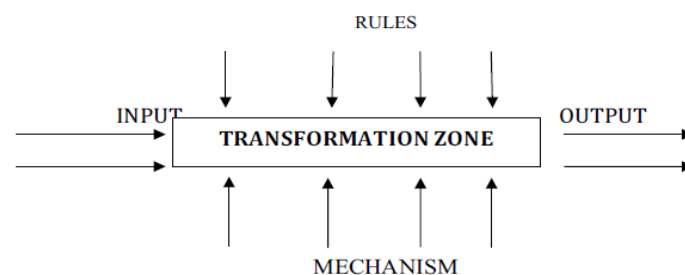 RULES
INPUT
OUTPUT
TRANSFORMATION ZONE
MECHANISM